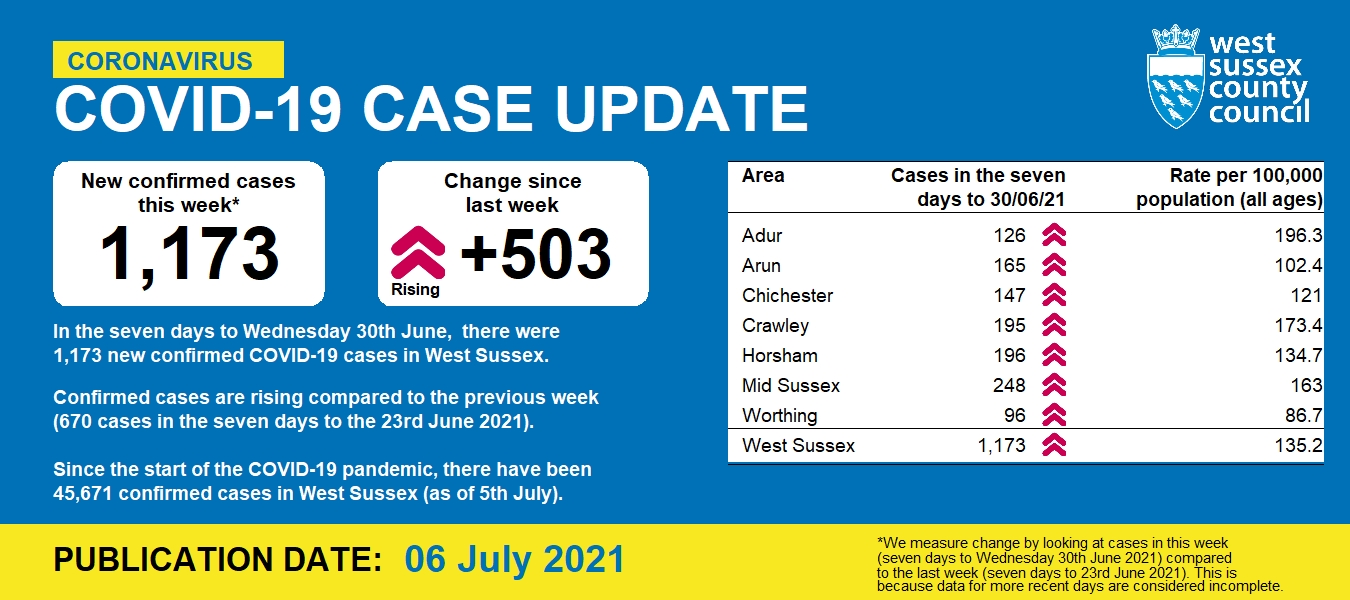 CORONAVIRUS
COVID-19 CASE UPDATE
west
sussex
county
council
New confirmed cases
this week*
1,173
Change since
last week
+503
Rising
In the seven days to Wednesday 30th June,  there were
1,173 new confirmed COVID-19 cases in West Sussex.
Confirmed cases are rising compared to the previous week
(670 cases in the seven days to the 23rd June 2021).
Since the start of the COVID-19 pandemic, there have been
45,671 confirmed cases in West Sussex (as of 5th July).
Area Cases in the seven Rate per 100,000
days to 30/06/21 population (all ages)
Adur 126 196.3
Arun 165 102.4
Chichester 147 121
Crawley 195 173.4
Horsham 196 134.7
Mid Sussex 248 163
Worthing 96 86.7
West Sussex 1,173 135.2
PUBLICATION DATE: 06 July 2021
*We measure change by looking at cases in this week
(seven days to Wednesday 30th June 2021) compared
to the last week (seven days to 23rd June 2021). This is
because data for more recent days are considered incomplete.